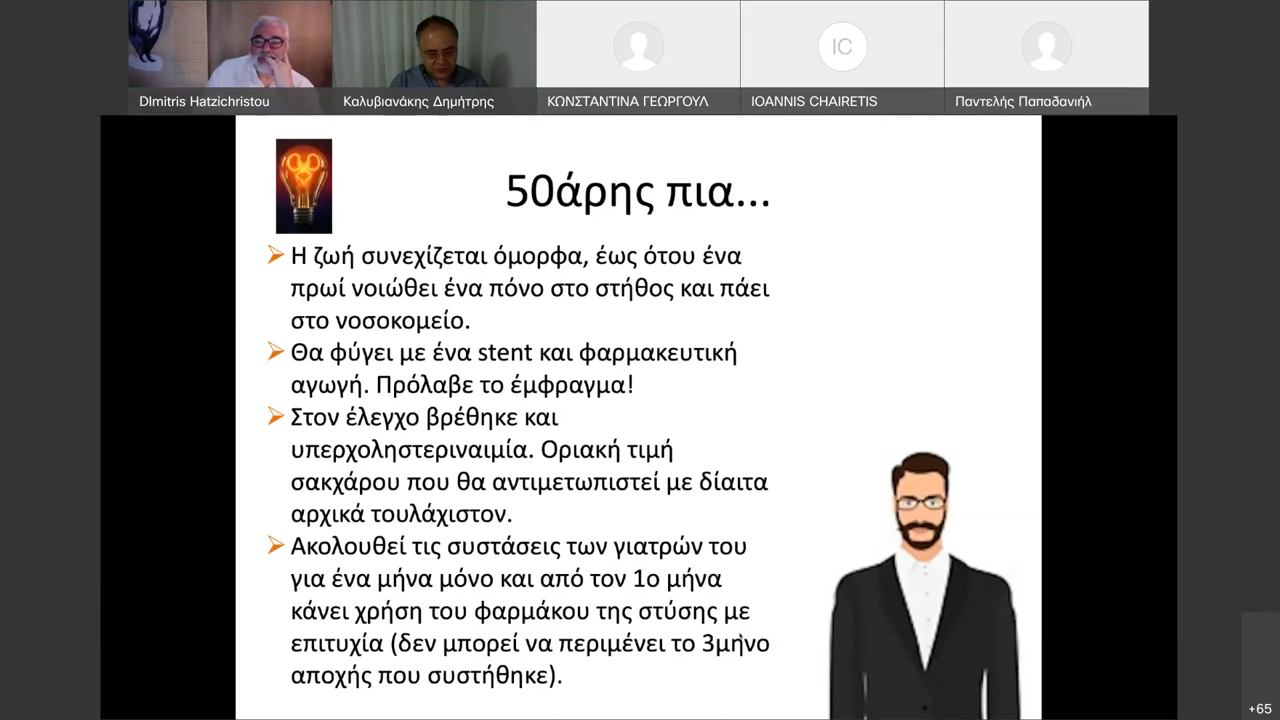 DImitris Hatzichristou
Καλυβιανάκης Δημήτρης
ΚΩΝΣΤΑΝΤΙΝΑ ΓΕΩΡΓΟΥΛ
IC
IOANNIS CHAIRETIS
Παντελής Παπαδανιήλ
50άρης πια...
Η ζωή συνεχίζεται όμορφα, έως ότου ένα
πρωί νοιώθει ένα πόνο στο στήθος και πάει
στο νοσοκομείο.
Θα φύγει με ένα stent και φαρμακευτική
αγωγή. Πρόλαβε το έμφραγμα!
Στον έλεγχο βρέθηκε και
υπερχοληστεριναιμία. Οριακή τιμή
σακχάρου που θα αντιμετωπιστεί με δίαιτα
αρχικά τουλάχιστον.
Ακολουθεί τις συστάσεις των γιατρών του
για ένα μήνα μόνο και από τον 1ο μήνα
κάνει χρήση του φαρμάκου της στύσης με
επιτυχία (δεν μπορεί να περιμένει το 3μηνο
αποχής που συστήθηκε).
+65